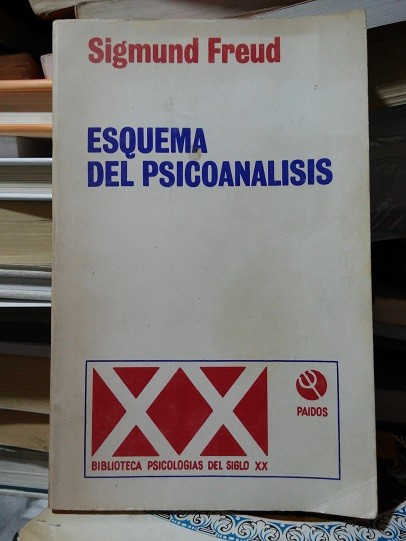 Sigmund Freud
ESQUEMA
DEL PSICOANALISIS
XX
PAIDOS
BIBLIOTECA PSICOLOGIAS DEL SIGLO XX